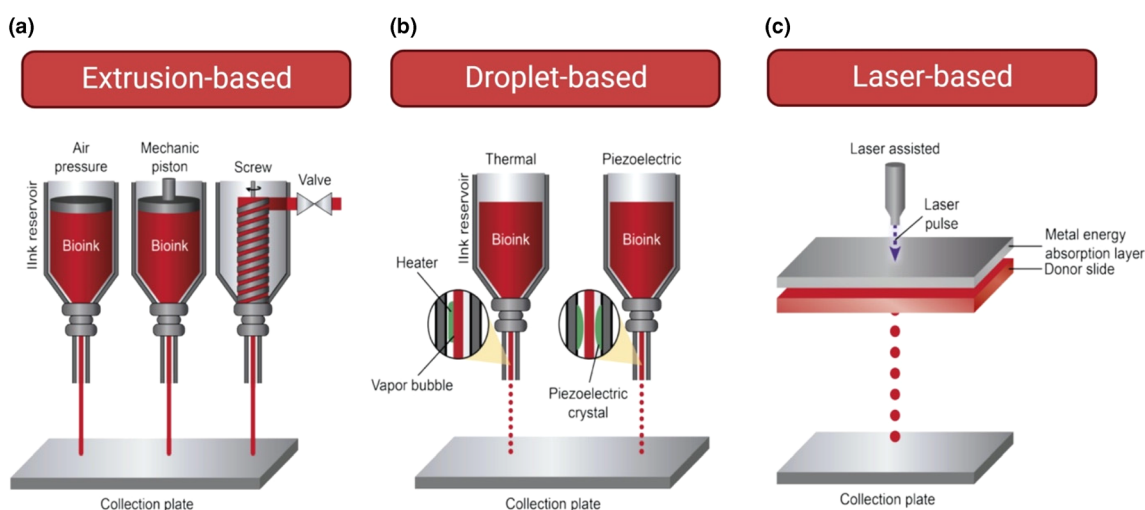 (a)
Extrusion-based
Air
pressure
Mechanic
piston
Screw
Valve
IInk reservoir
Bioink
Bioink
Collection plate
(b)
Droplet-based
Thermal
Piezoelectric
IInk reservoir
Bioink
Bioink
Heater
Vapor bubble
Piezoelectric
crystal
Collection plate
(c)
Laser-based
Laser assisted
Laser
pulse
Metal energy
absorption layer
Donor slide
Collection plate